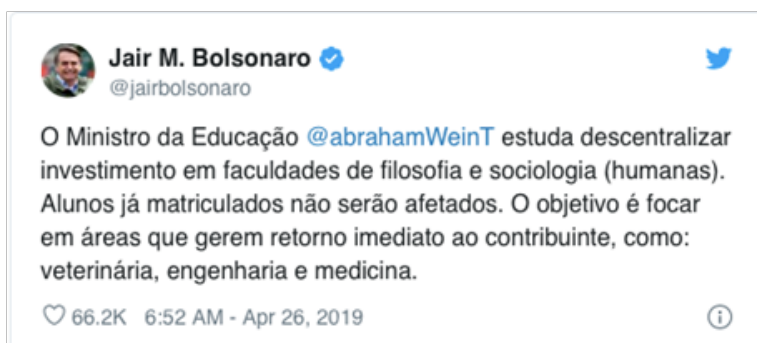 Jair M. Bolsonaro
@jairbolsonaro
O Ministro da Educação @abrahamWeinT estuda descentralizar
investimento em faculdades de filosofia e sociologia (humanas).
Alunos já matriculados não serão afetados. O objetivo é focar
em áreas que gerem retorno imediato ao contribuinte, como:
veterinária, engenharia e medicina.
66.2K 6:52 AM - Apr 26, 2019